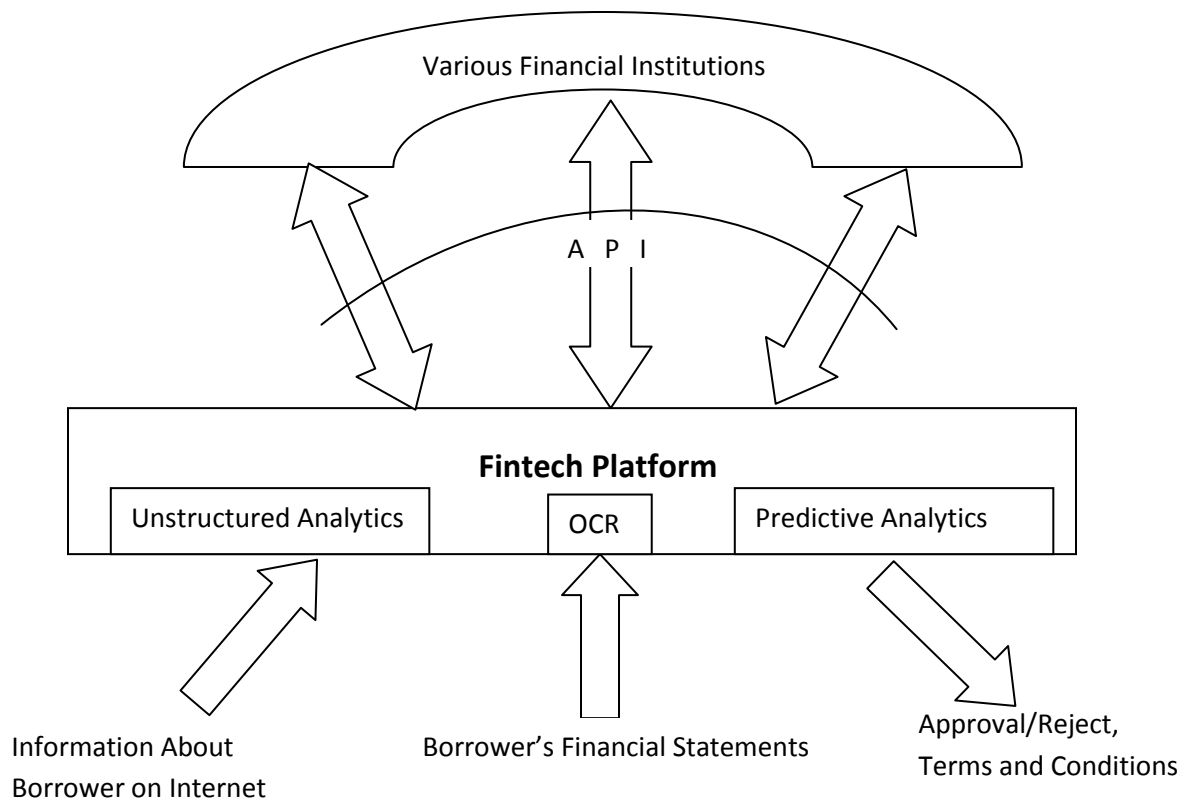 Various Financial Institutions
A P I
Fintech Platform
Unstructured Analytics
OCR
Predictive Analytics
Information About
Borrower on Internet
Borrower’s Financial Statements
Approval/Reject,
Terms and Conditions